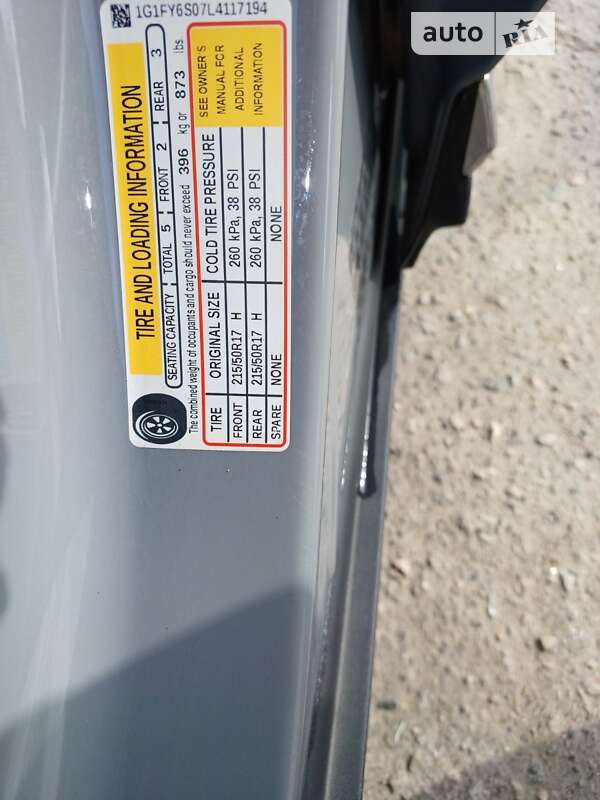 1G1FY6S07L4117194
TIRE AND LOADING INFORMATION
SEATING CAPACITY TOTAL 5 FRONT 2 REAR 3
The combined weight of occupants and cargo should never exceed 396 kg or 873 lbs.
TIRE ORIGINAL SIZE COLD TIRE PRESSURE SEE OWNER'S
FRONT 215/50R17 H 260 kPa, 38 PSI MANUAL FOR
REAR 215/50R17 H 260 kPa, 38 PSI ADDITIONAL
SPARE NONE NONE INFORMATION
auto RIA